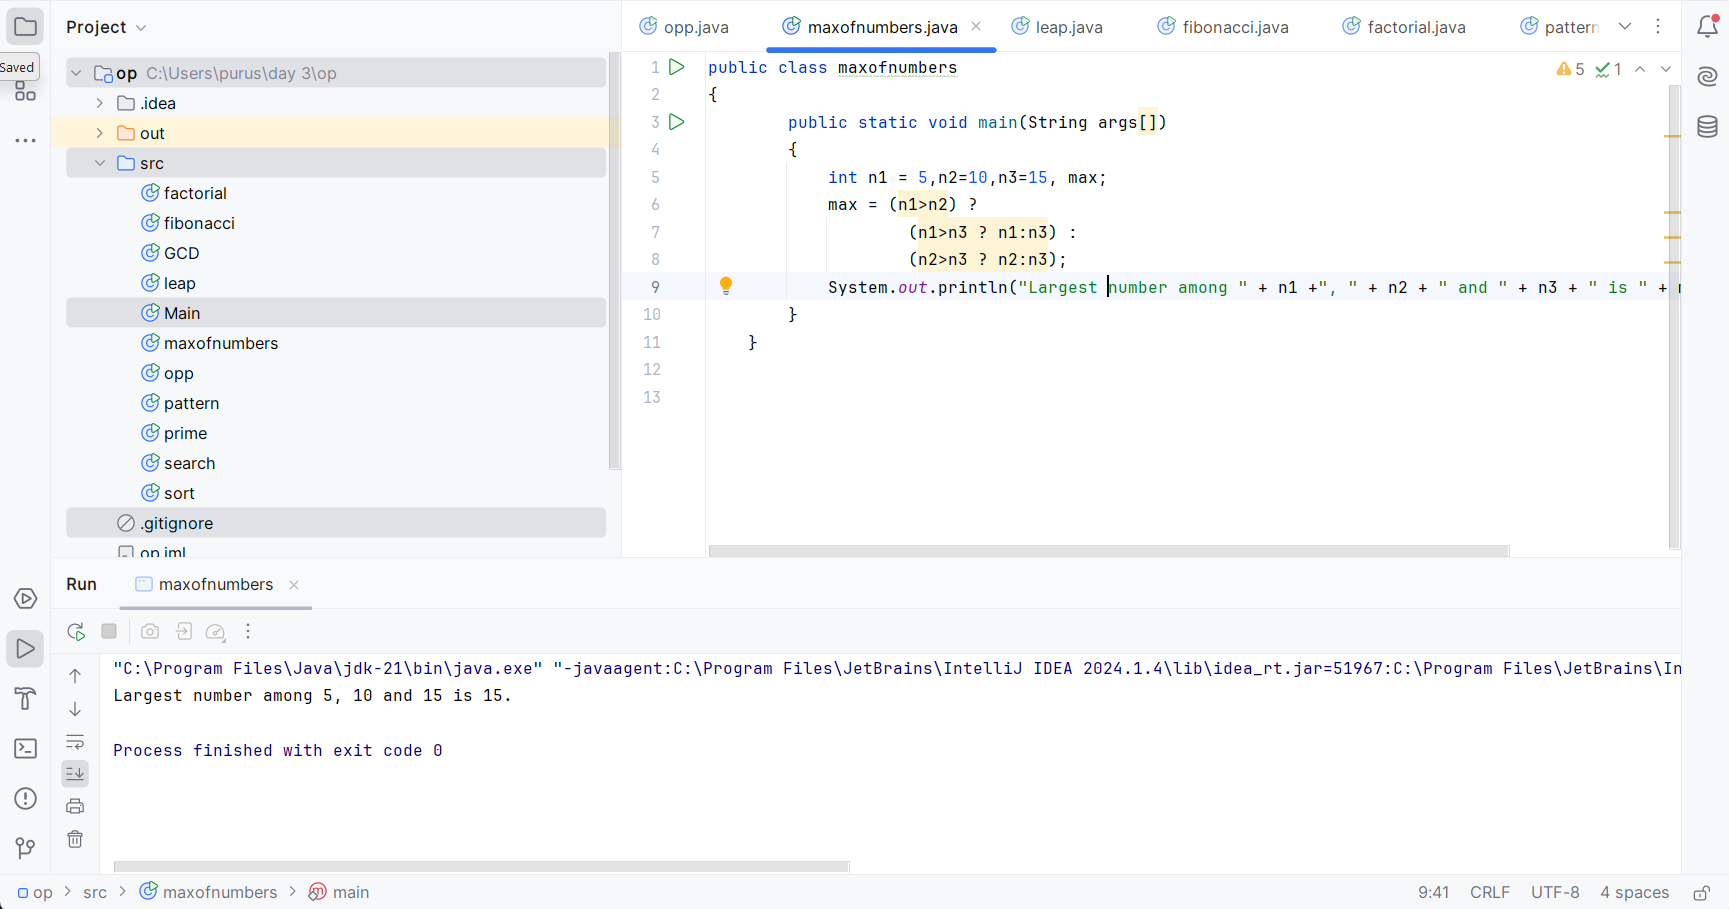 Project
Saved
op C:\Users\purus\day 3\op
.idea
out
src
factorial
fibonacci
GCD
leap
Main
maxofnumbers
opp
pattern
prime
search
sort
.gitignore
op.iml
opp.java maxofnumbers.java leap.java fibonacci.java factorial.java pattern
5 1
1 public class maxofnumbers
2 {
3 public static void main(String args[])
4 {
5 int n1 = 5,n2=10,n3=15, max;
6 max = (n1>n2) ?
7 (n1>n3 ? n1:n3) :
8 (n2>n3 ? n2:n3);
9 System.out.println("Largest number among " + n1 +", " + n2 + " and " + n3 + " is " +
10 }
11 }
12
13
Run maxofnumbers
"C:\Program Files\Java\jdk-21\bin\java.exe" "-javaagent:C:\Program Files\JetBrains\IntelliJ IDEA 2024.1.4\lib\idea_rt.jar=51967:C:\Program Files\JetBrains\In
Largest number among 5, 10 and 15 is 15.
Process finished with exit code 0
op > src > maxofnumbers > main
9:41 CRLF UTF-8 4 spaces